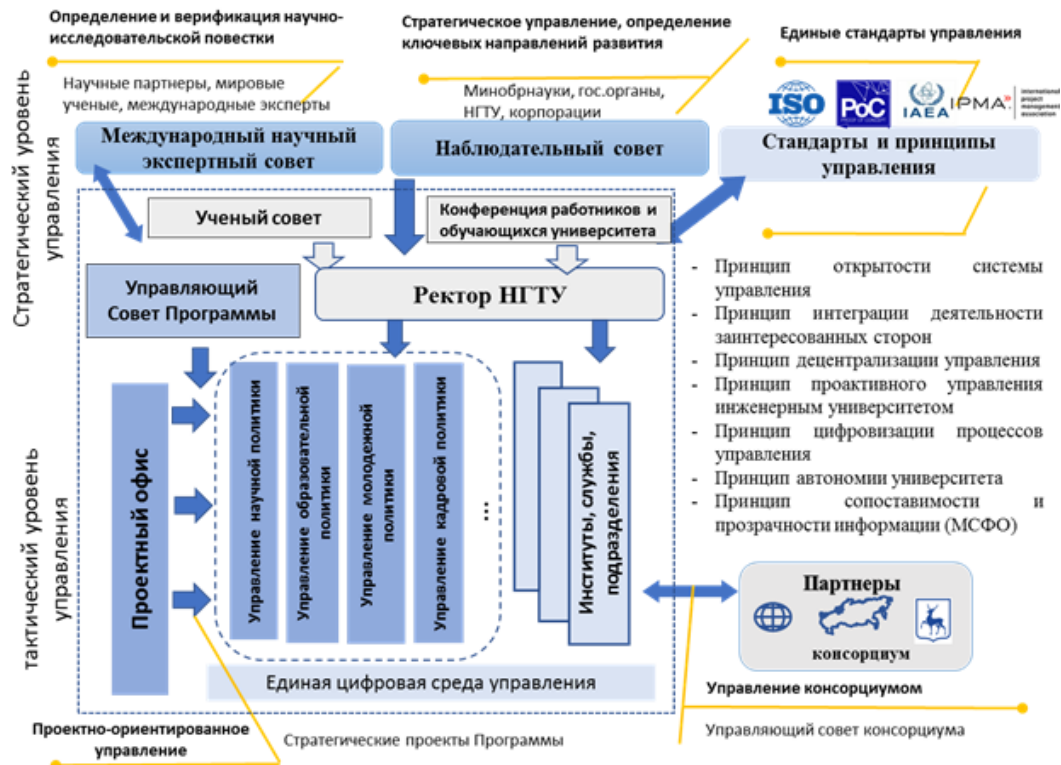 Определение и верификация научно-
исследовательской повестки
Научные партнеры, мировые
ученые, международные эксперты
Стратегическое управление, определение
ключевых направлений развития
Минобрнауки, гос.органы,
НГТУ, корпорации
Единые стандарты управления
ISO
PoC
IAEA
IPMA
international
project
management
association
Стратегический уровень
управления
Международный научный
экспертный совет
Наблюдательный совет
Стандарты и принципы
управления
Ученый совет
Конференция работников и
обучающихся университета
Управляющий
Совет Программы
Ректор НГТУ
- Принцип открытости системы
управления
- Принцип интеграции деятельности
заинтересованных сторон
- Принцип децентрализации управления
- Принцип проактивного управления
инженерным университетом
- Принцип цифровизации процессов
управления
- Принцип автономии университета
- Принцип сопоставимости и
прозрачности информации (МСФО)
тактический уровень
управления
Проектный офис
Управление научной политики
Управление образовательной
политики
Управление молодежной
политики
Управление кадровой политики
...
Институты, службы,
подразделения
Партнеры
консорциум
Единая цифровая среда управления
Управление консорциумом
Управляющий совет консорциума
Проектно-ориентированное
управление
Стратегические проекты Программы